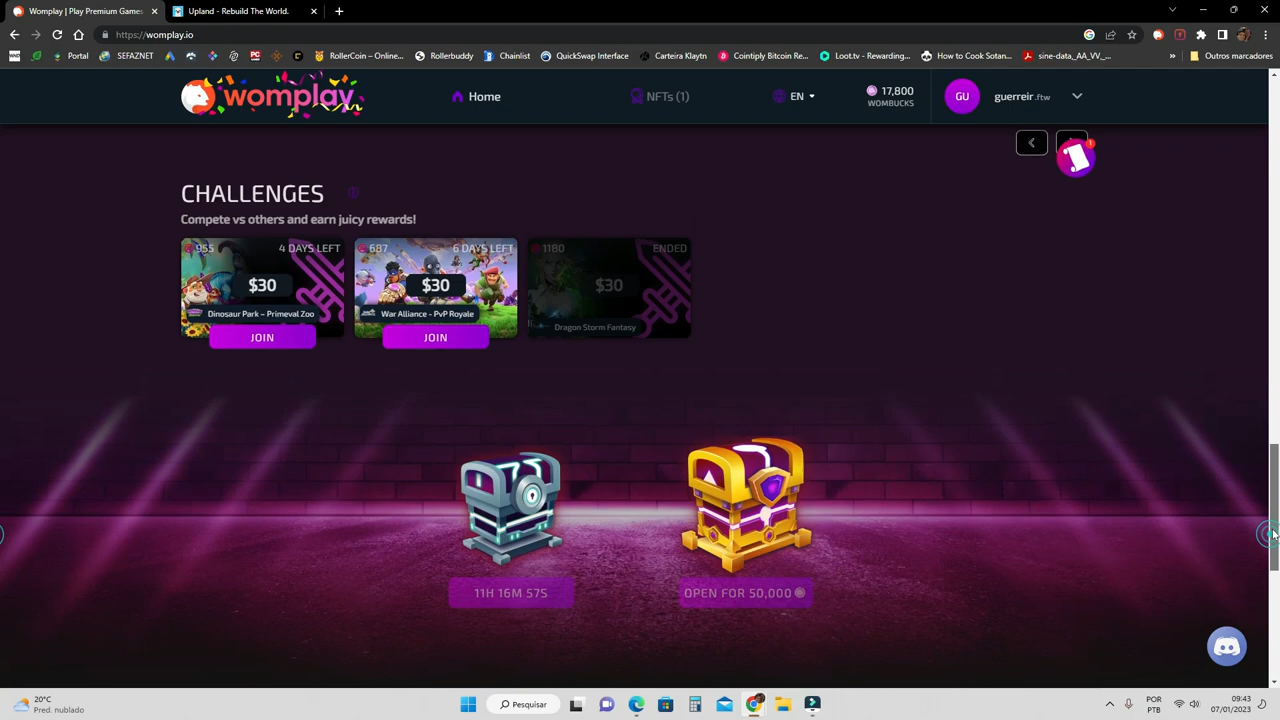 Womplay | Play Premium Games
Upland - Rebuild The World.
https://womplay.io
Portal
SEFAZNET
RollerCoin – Online...
Rollerbuddy
Chainlist
QuickSwap Interface
Carteira Klaytn
Cointiply Bitcoin Re...
Loot.tv - Rewarding...
How to Cook Sotan...
sine-data_AA_VV_...
»
Outros marcadores
womplay
Home
NFTs (1)
EN
17,800
WOMBUCKS
GU
guerreir.ftw
1
CHALLENGES
Compete vs others and earn juicy rewards!
955
4 DAYS LEFT
$30
Dinosaur Park – Primeval Zoo
JOIN
687
6 DAYS LEFT
$30
War Alliance - PvP Royale
JOIN
1180
ENDED
$30
Dragon Storm Fantasy
11H 16M 57S
OPEN FOR 50,000
20°C
Pred. nublado
Pesquisar
POR
PTB
09:43
07/01/2023